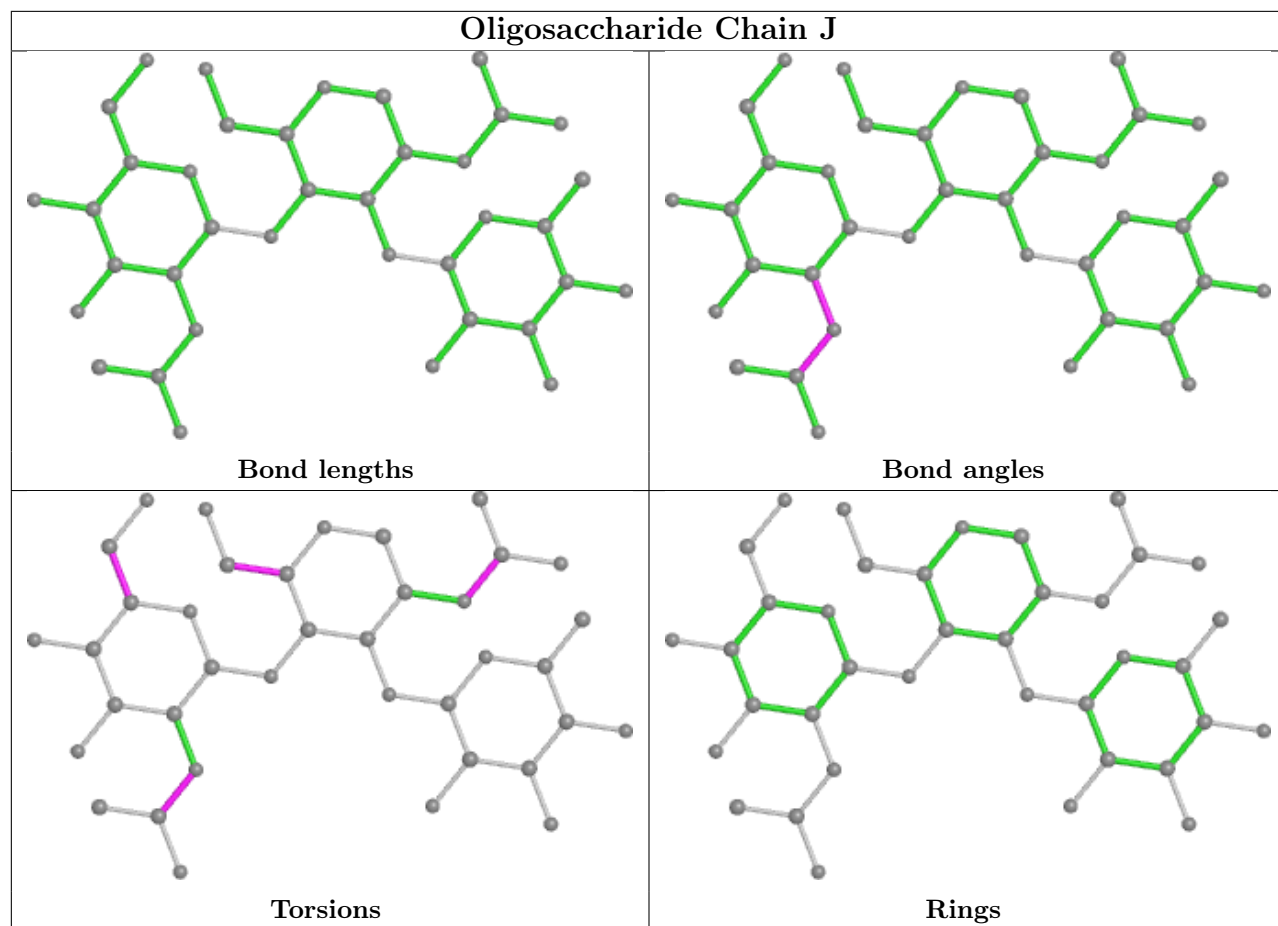 Oligosaccharide Chain J
Bond lengths
Bond angles
Torsions
Rings